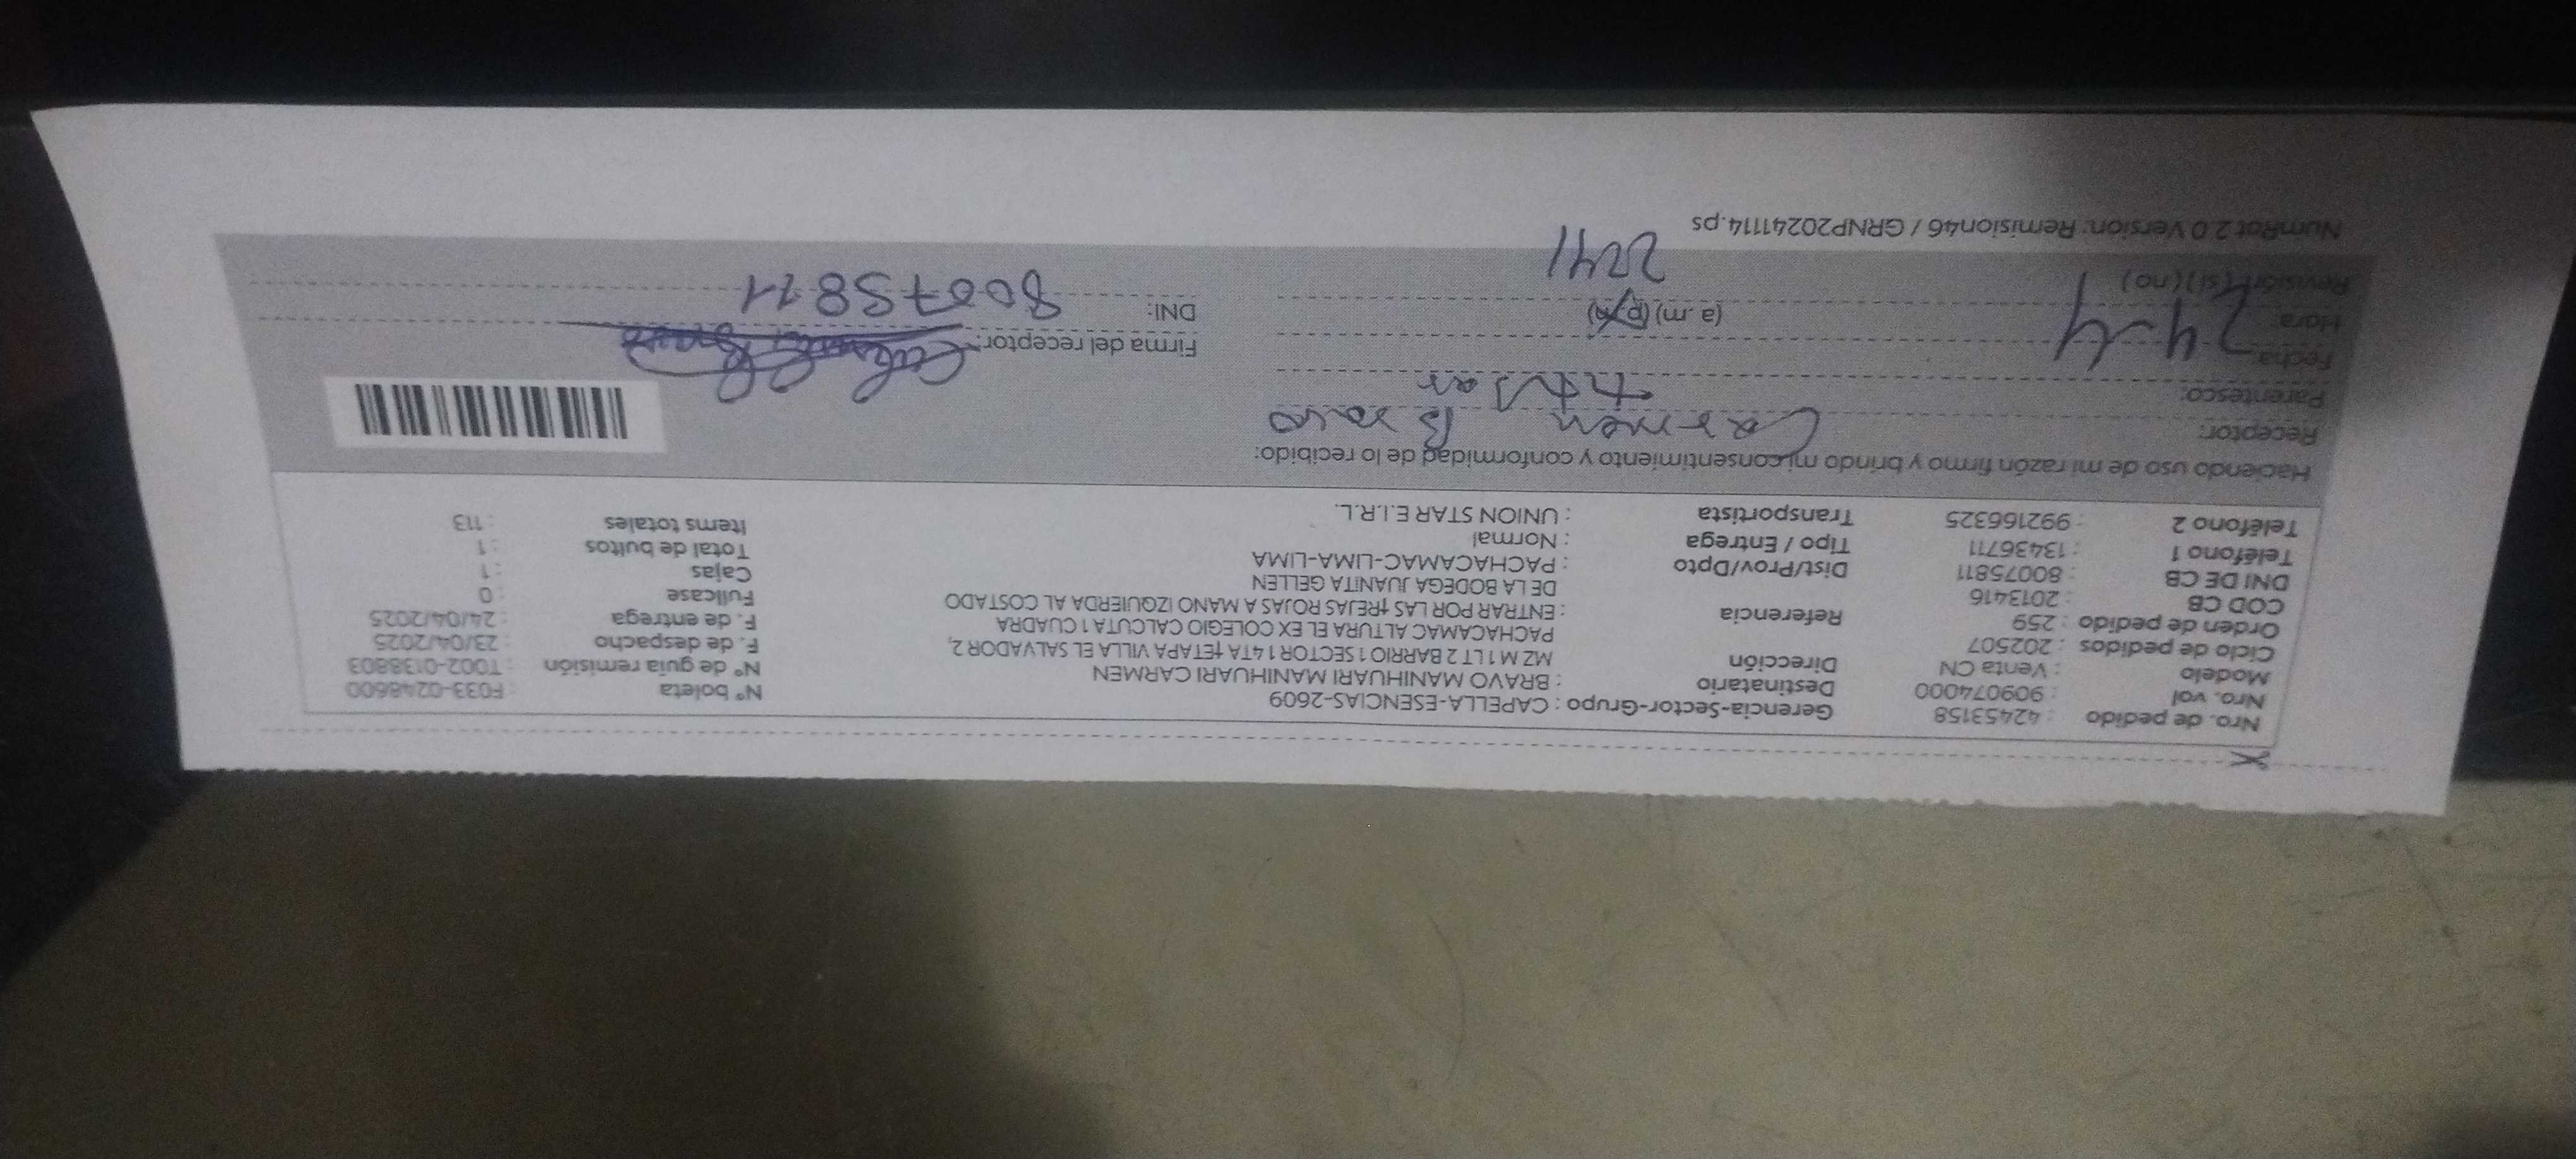 Nro. de pedido : 42453158
Nro. vol : 909074000
Modelo : Venta CN
Ciclo de pedidos : 202507
Orden de pedido : 259
COD CB : 2013416
DNI DE CB : 80075811
Teléfono 1 : 13436711
Teléfono 2 : 992166325
Gerencia-Sector-Grupo : CAPELLA-ESENCIAS-2609
Destinatario : BRAVO MANIHUARI MANIHUARI CARMEN
Dirección MZ M 1 LT 2 BARRIO 1 SECTOR 1 4TA †ETAPA VILLA EL SALVADOR 2,
PACHACAMAC ALTURA EL EX COLEGIO CALCUTA 1 CUADRA
Referencia : ENTRAR POR LAS †REJAS ROJAS A MANO IZQUIERDA AL COSTADO
DE LA BODEGA JUANITA GELLEN
Dist/Prov/Dpto : PACHACAMAC-LIMA-LIMA
Tipo / Entrega : Normal
Transportista : UNION STAR E.I.R.L.
N° boleta : F033-0248600
N° de guia remisión : T002-0138803
F. de despacho : 23/04/2025
F. de entrega : 24/04/2025
Fullcase : 0
Cajas : 1
Total de bultos : 1
Items totales : 113
Haciendo uso de mi razón firmo y brindo mi consentimiento y conformidad de lo recibido:
Receptor: Carmen Bravo
Parentesco: titular
Fecha: 24-4
Hora: (a.m) (p.m)
Revisión (si) (no) 2241
Firma del receptor:
DNI: 80075811
NumRot 2.0 Version: Remision46 / GRNP20241114.ps